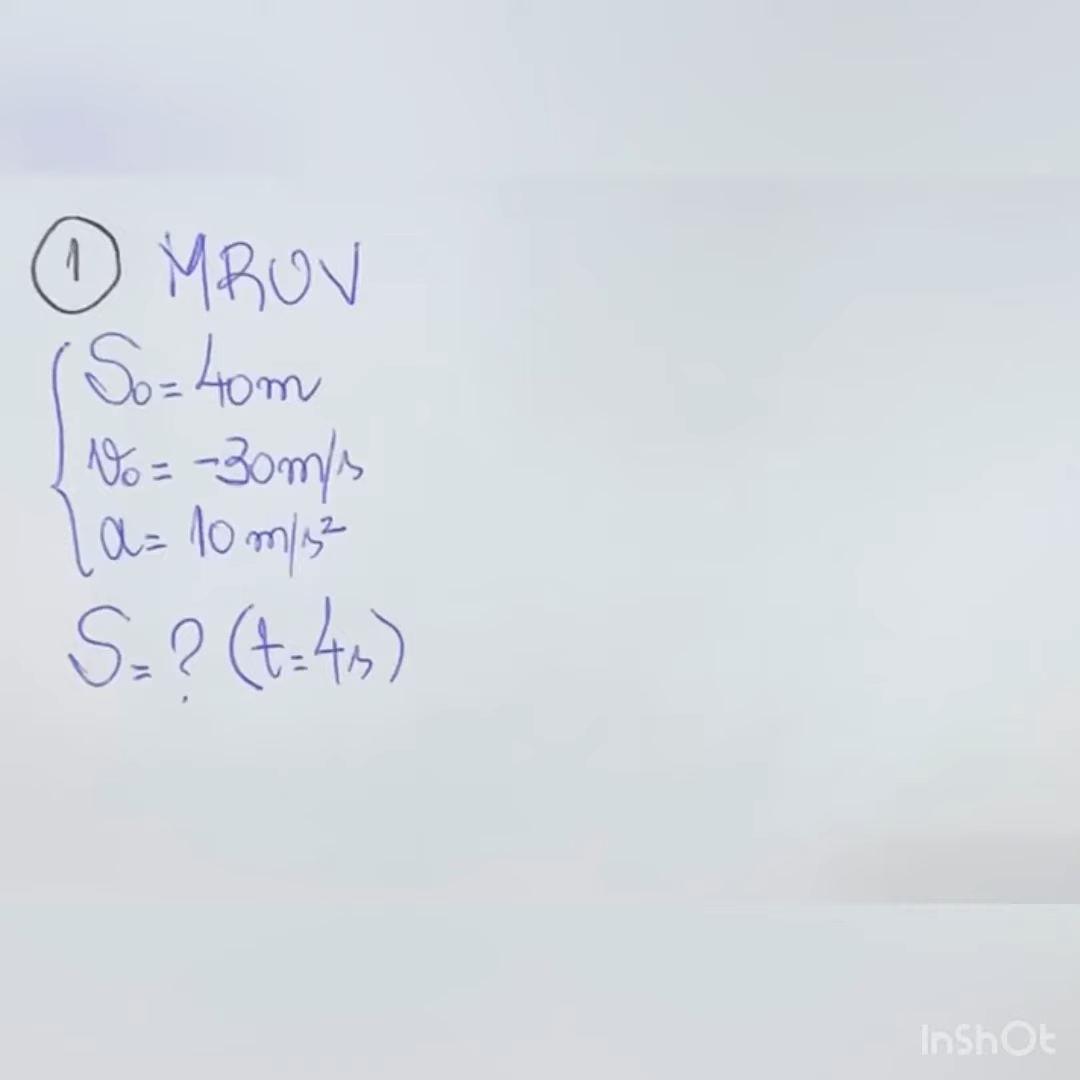 1 MRUV
S₀ = 40m
v₀ = -30m/s
a = 10 m/s²
S = ? (t = 4s)
InShOt